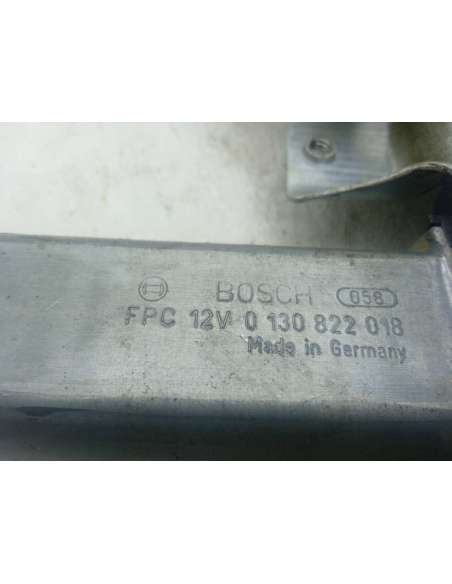 BOSCH 058
FPC 12V 0 130 822 018
Made in Germany